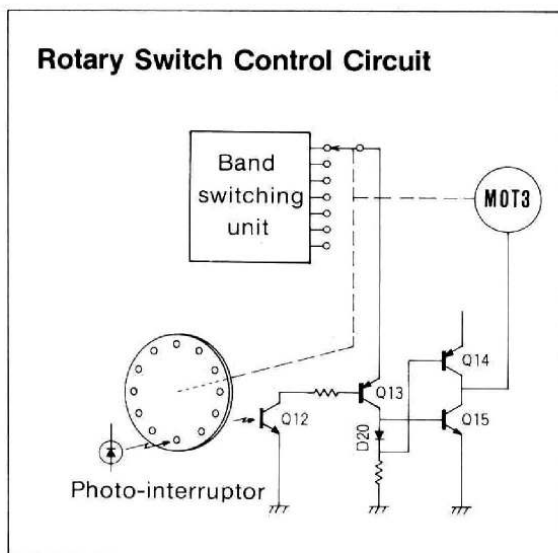 Rotary Switch Control Circuit
Band
switching
unit
MOT3
Q14
Q13
Q12
Q15
D20
Photo-interruptor